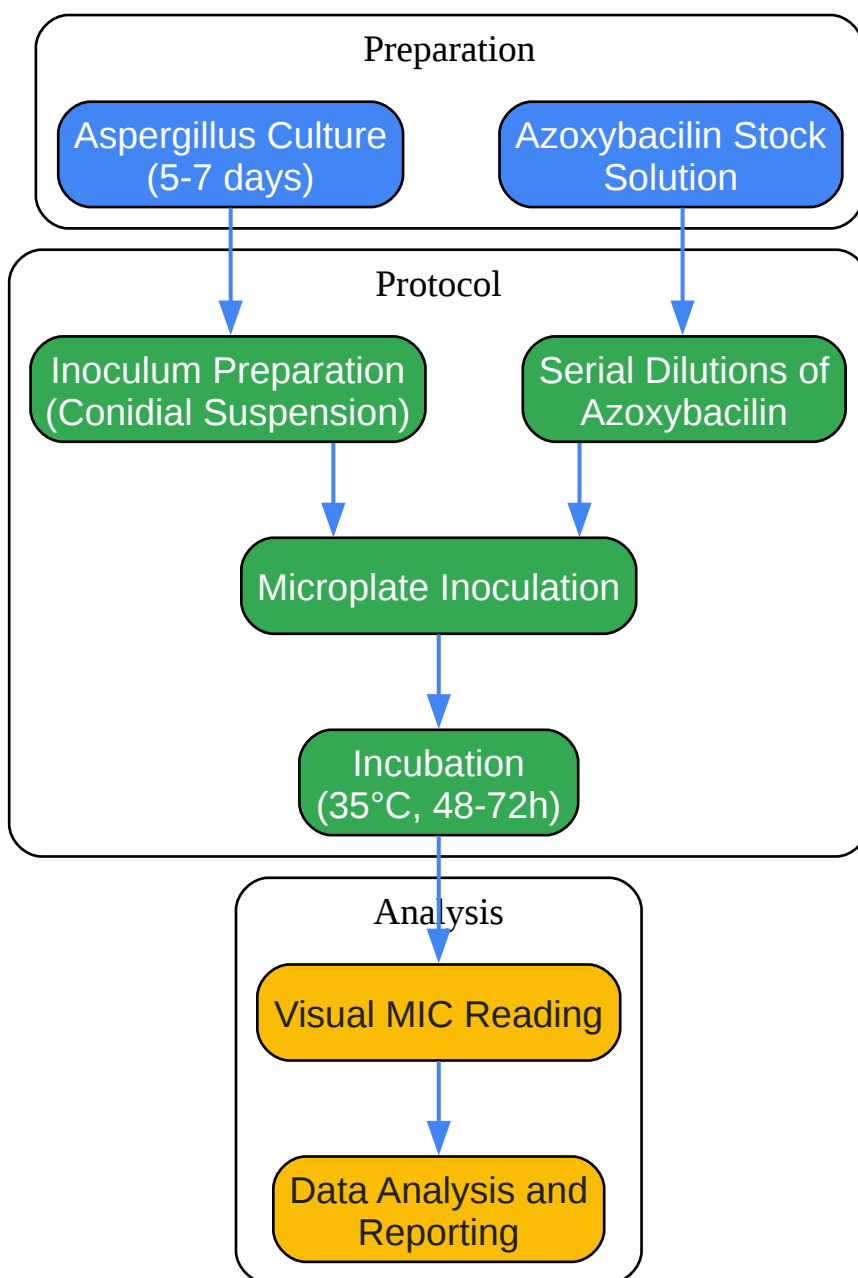 Preparation
Aspergillus Culture
(5-7 days)
Azoxybacilin Stock
Solution
Protocol
Inoculum Preparation
(Conidial Suspension)
Serial Dilutions of
Azoxybacilin
Microplate Inoculation
Incubation
(35°C, 48-72h)
Analysis
Visual MIC Reading
Data Analysis and
Reporting